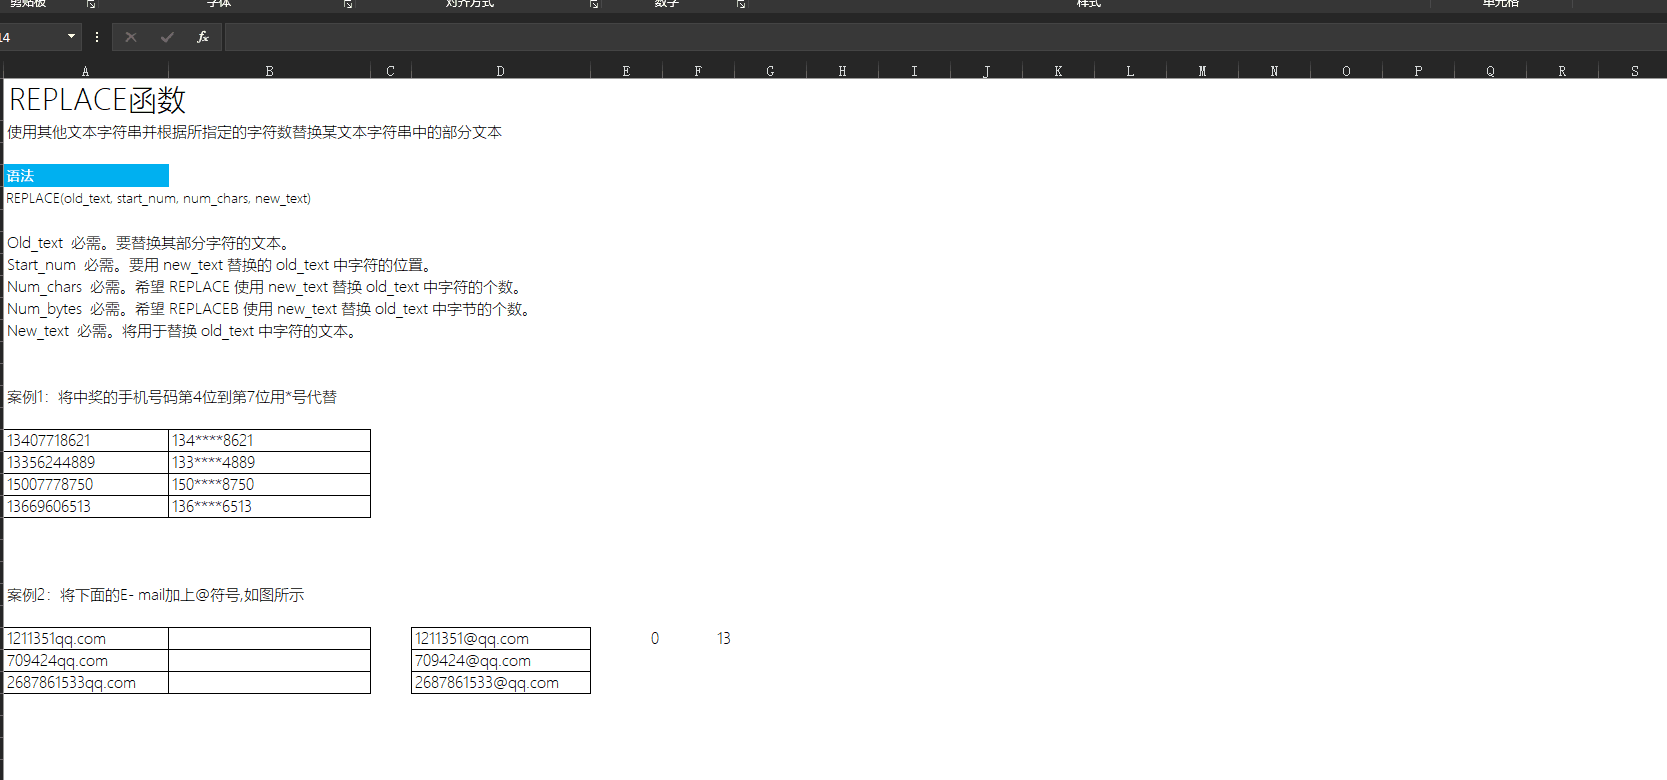 剪贴板 字体 对齐方式 数字 样式 单元格
14 fx
A B C D E F G H I J K L M N O P Q R S
REPLACE函数
使用其他文本字符串并根据所指定的字符数替换某文本字符串中的部分文本
语法
REPLACE(old_text, start_num, num_chars, new_text)
Old_text 必需。要替换其部分字符的文本。
Start_num 必需。要用 new_text 替换的 old_text 中字符的位置。
Num_chars 必需。希望 REPLACE 使用 new_text 替换 old_text 中字符的个数。
Num_bytes 必需。希望 REPLACEB 使用 new_text 替换 old_text 中字节的个数。
New_text 必需。将用于替换 old_text 中字符的文本。
案例1：将中奖的手机号码第4位到第7位用*号代替
13407718621 134****8621
13356244889 133****4889
15007778750 150****8750
13669606513 136****6513
案例2：将下面的E- mail加上@符号,如图所示
1211351qq.com 1211351@qq.com 0 13
709424qq.com 709424@qq.com
2687861533qq.com 2687861533@qq.com